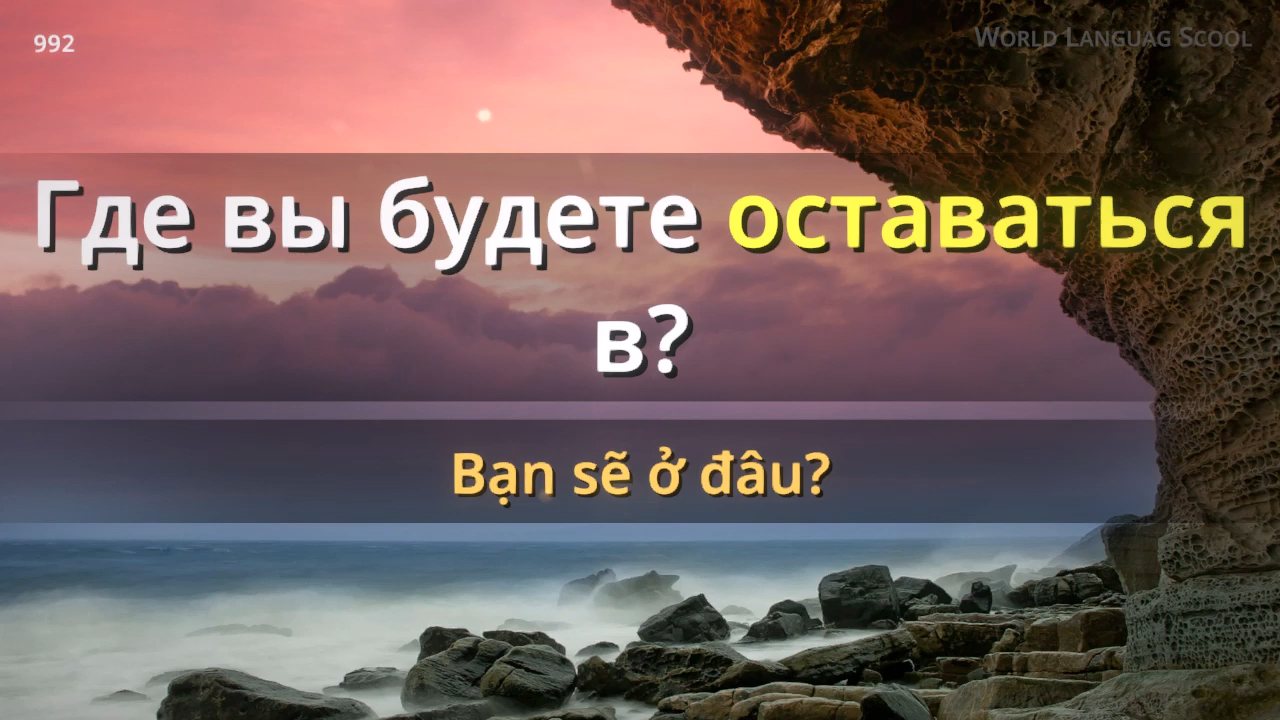 992
WORLD LANGUAG SCOOL
Где вы будете оставаться
в?
Bạn sẽ ở đâu?